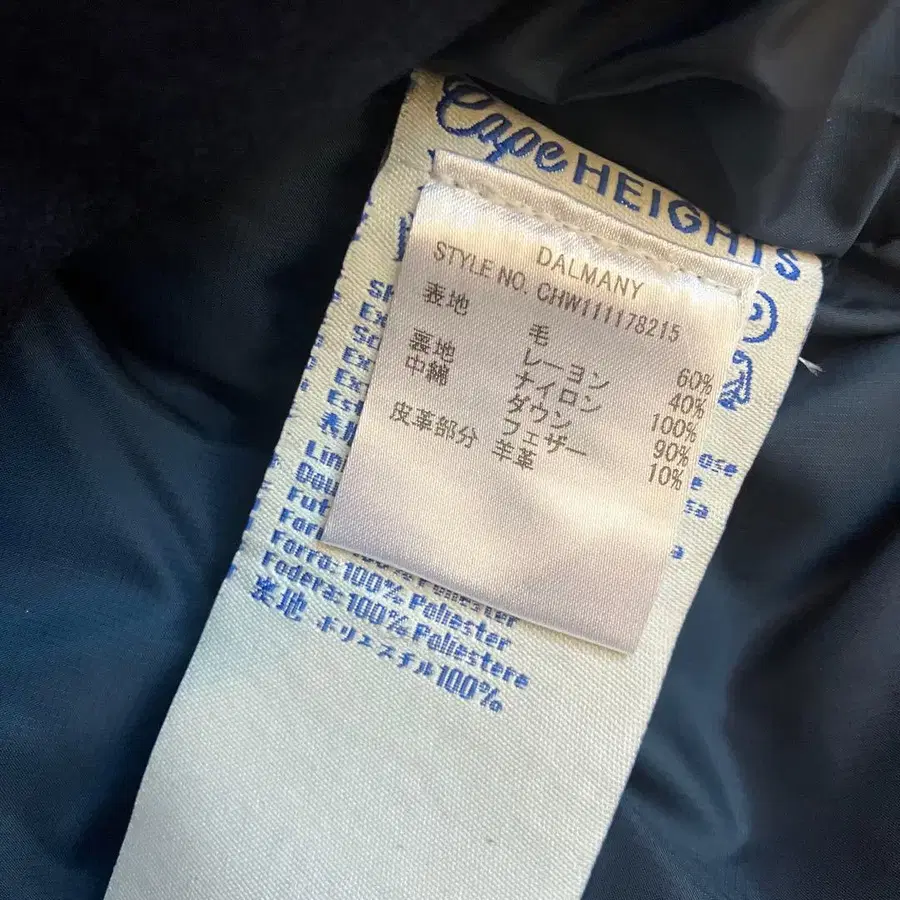 Cape HEIGHTS
DALMANY
STYLE NO. CHW111178215
表地 毛 60%
レーヨン 40%
裏地 ナイロン 100%
中綿 ダウン 90%
フェザー 10%
皮革部分 羊革
Forro: 100% Poliester
Fodera: 100% Poliestere
裏地 ポリエステル100%